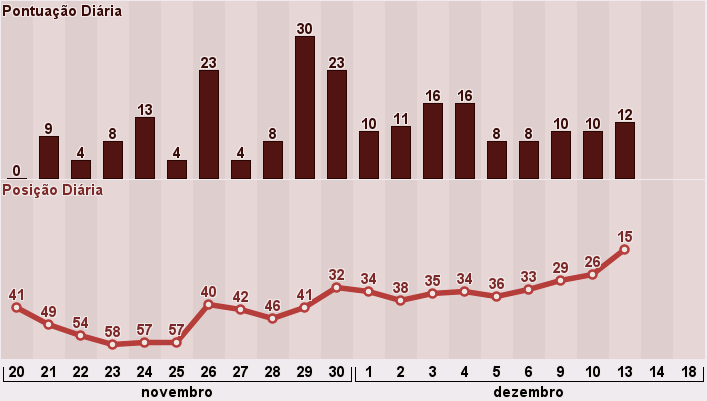 Pontuação Diária
0 9 4 8 13 4 23 4 8 30 23 10 11 16 16 8 8 10 10 12
Posição Diária
41 49 54 58 57 57 40 42 46 41 32 34 38 35 34 36 33 29 26 15
20 21 22 23 24 25 26 27 28 29 30 1 2 3 4 5 6 9 10 13 14 18
novembro dezembro